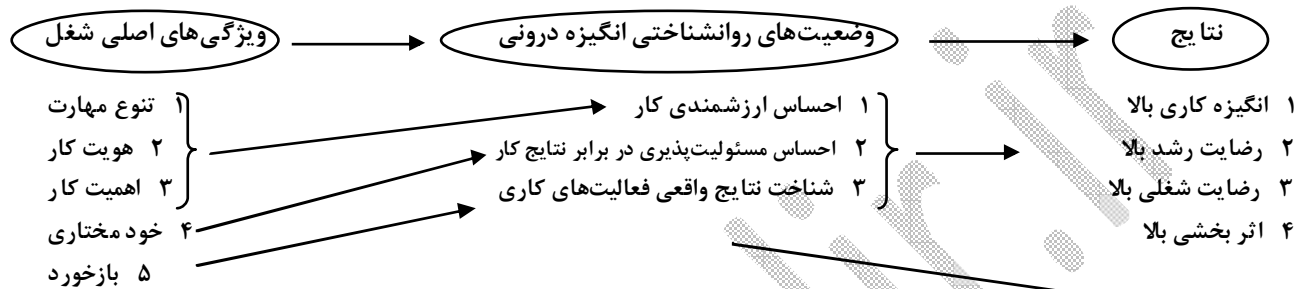 ویژگی‌های اصلی شغل
۱ تنوع مهارت
۲ هویت کار
۳ اهمیت کار
۴ خود مختاری
۵ بازخورد
وضعیت‌های روانشناختی انگیزه درونی
۱ احساس ارزشمندی کار
۲ احساس مسئولیت‌پذیری در برابر نتایج کار
۳ شناخت نتایج واقعی فعالیت‌های کاری
نتایج
۱ انگیزه کاری بالا
۲ رضایت رشد بالا
۳ رضایت شغلی بالا
۴ اثر بخشی بالا